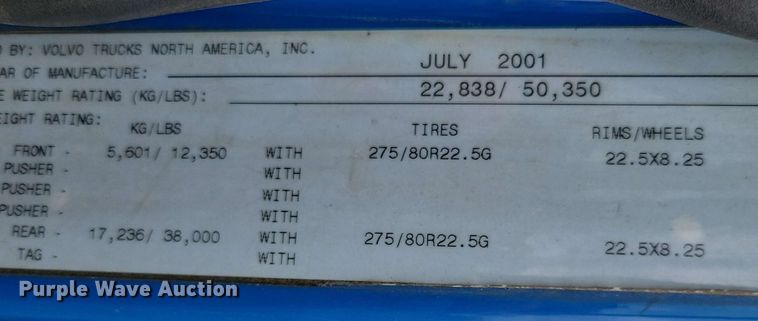 BY: VOLVO TRUCKS NORTH AMERICA, INC.
AR OF MANUFACTURE: JULY 2001
E WEIGHT RATING (KG/LBS): 22,838/ 50,350
EIGHT RATING: KG/LBS TIRES RIMS/WHEELS
FRONT - 5,601/ 12,350 WITH 275/80R22.5G 22.5X8.25
PUSHER - WITH
PUSHER - WITH
PUSHER - WITH
REAR - 17,236/ 38,000 WITH 275/80R22.5G 22.5X8.25
TAG - WITH
Purple Wave Auction